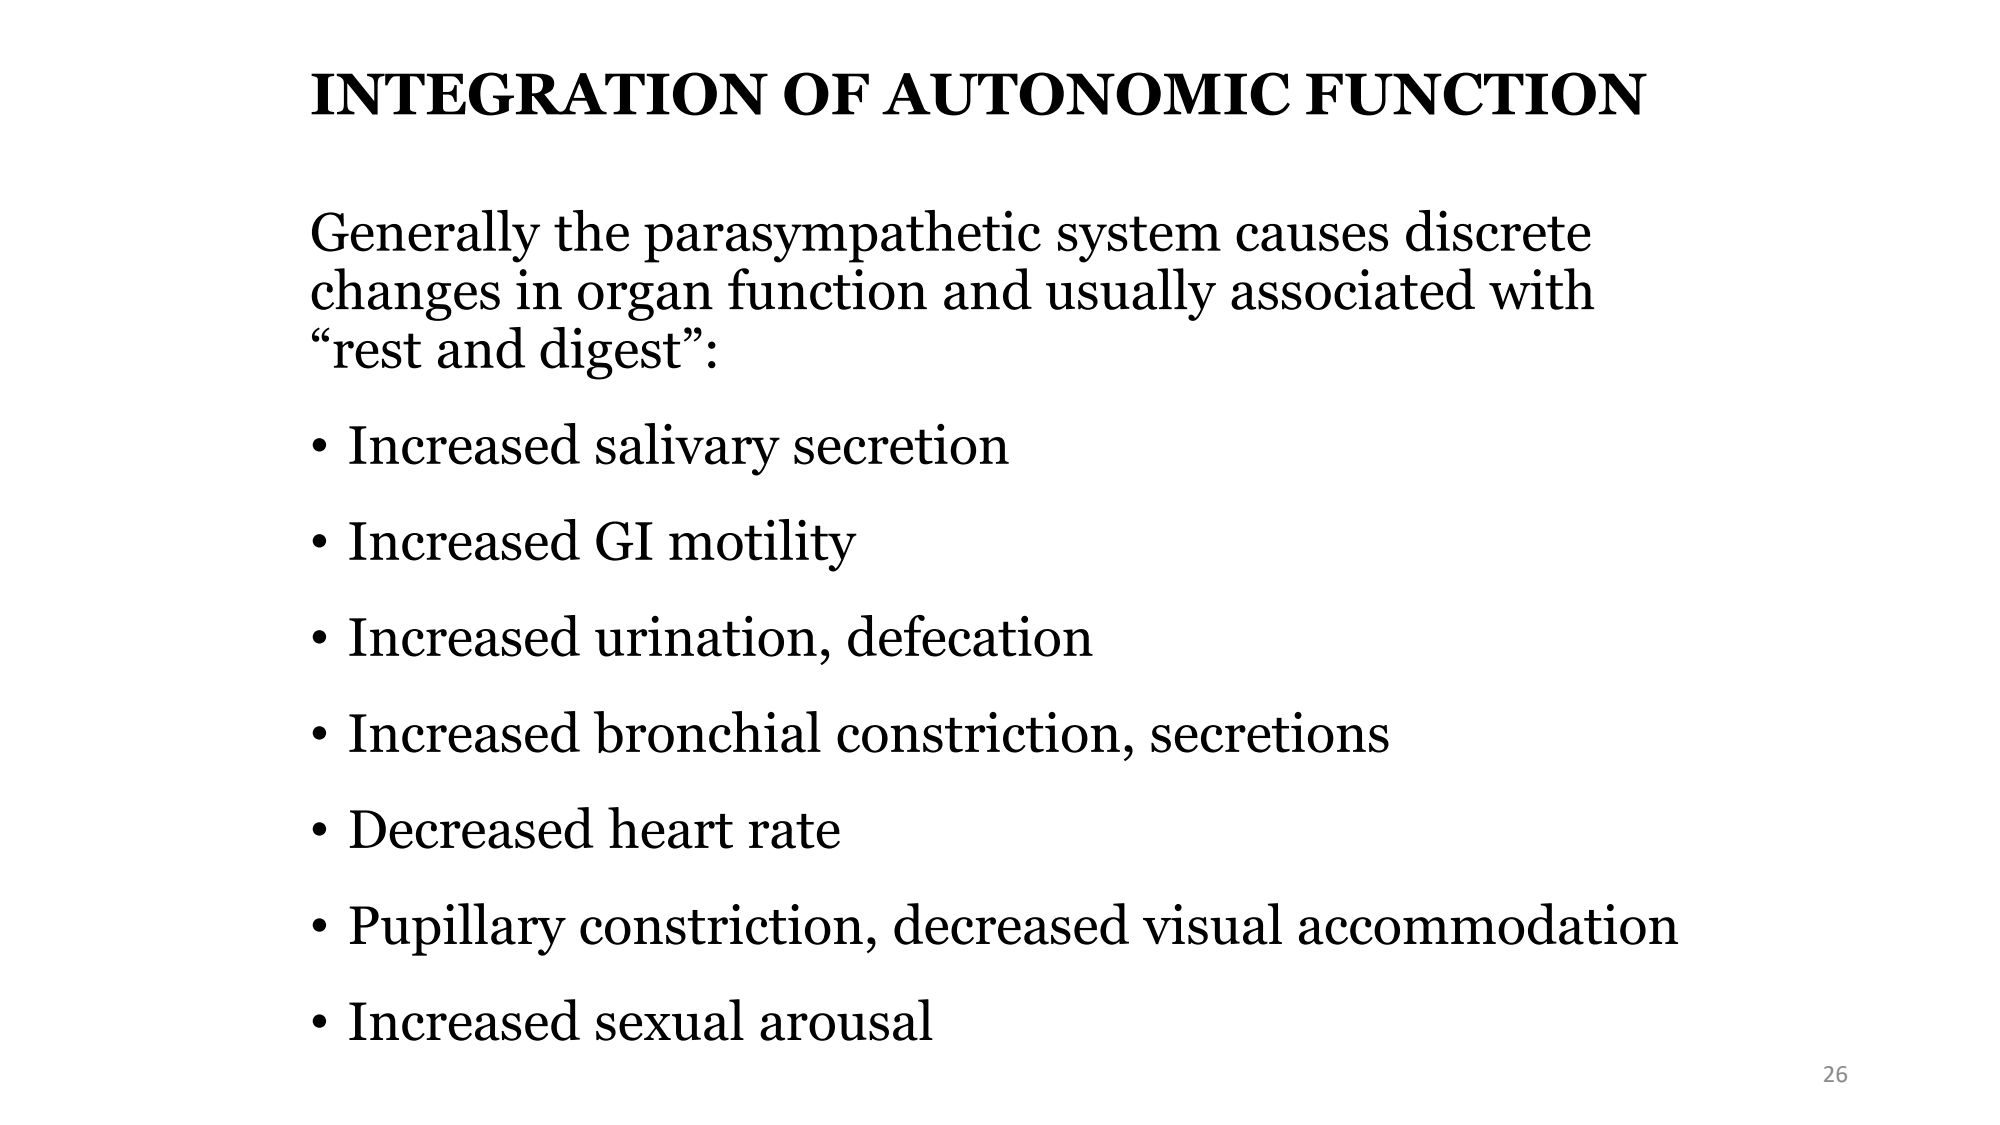 INTEGRATION OF AUTONOMIC FUNCTION
Generally the parasympathetic system causes discrete
changes in organ function and usually associated with
“rest and digest”:
• Increased salivary secretion
• Increased GI motility
• Increased urination, defecation
• Increased bronchial constriction, secretions
• Decreased heart rate
• Pupillary constriction, decreased visual accommodation
• Increased sexual arousal
26